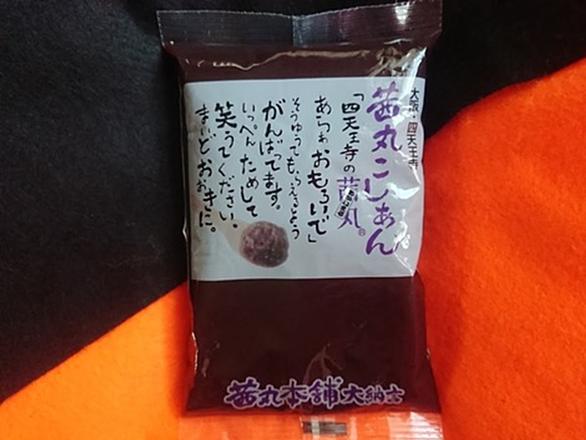 大阪・四天王寺
茜丸こしあん
「四天王寺の茜丸®
あらぁおもろいで」
そうゆうてもらえるよう
がんばってます。
いっぺんためして
笑うてください。
まいどおおきに。
茜丸本舗大納言